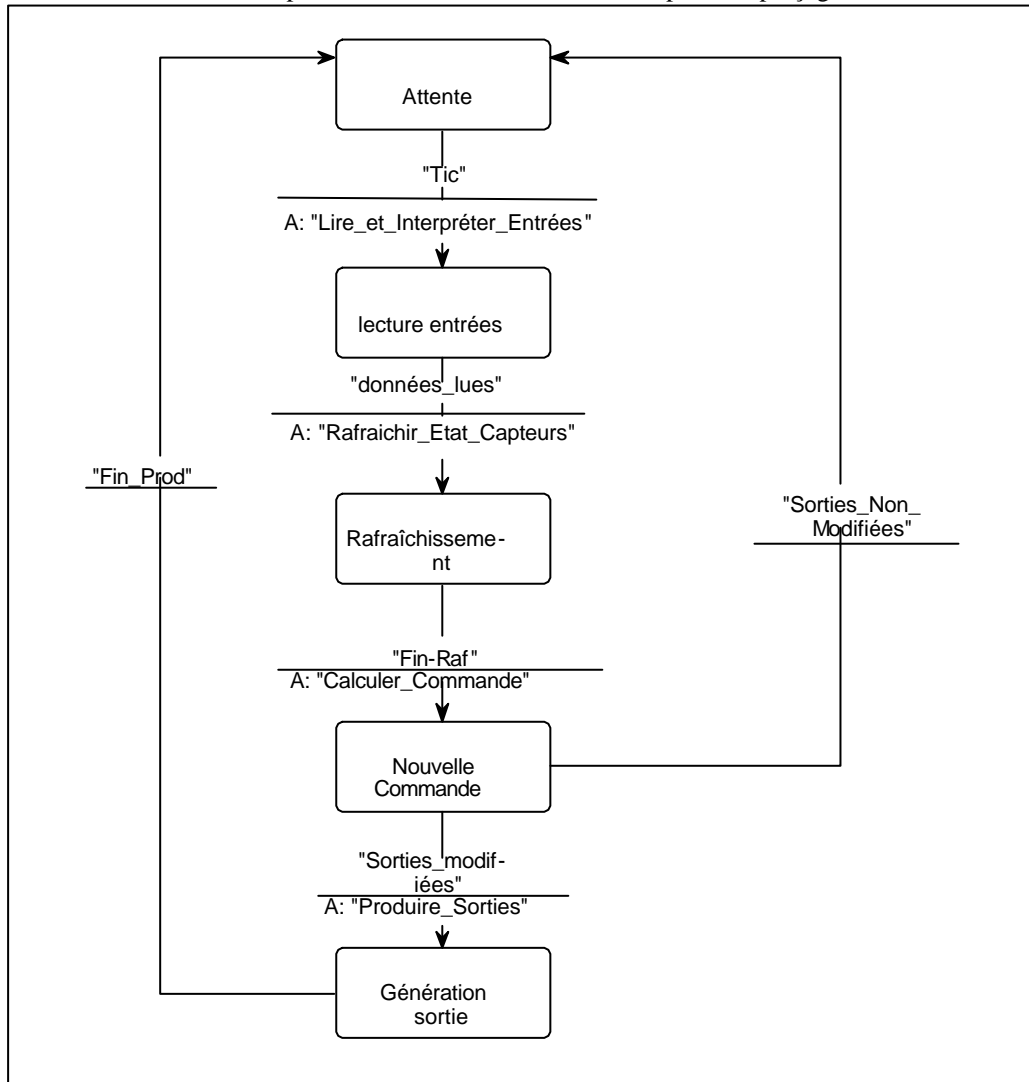 Attente
"Tic"
A: "Lire_et_Interpréter_Entrées"
lecture entrées
"données_lues"
A: "Rafraichir_Etat_Capteurs"
"Fin_Prod"
"Sorties_Non_
Modifiées"
Rafraîchisseme-
nt
"Fin-Raf"
A: "Calculer_Commande"
Nouvelle
Commande
"Sorties_modif-
iées"
A: "Produire_Sorties"
Génération
sortie